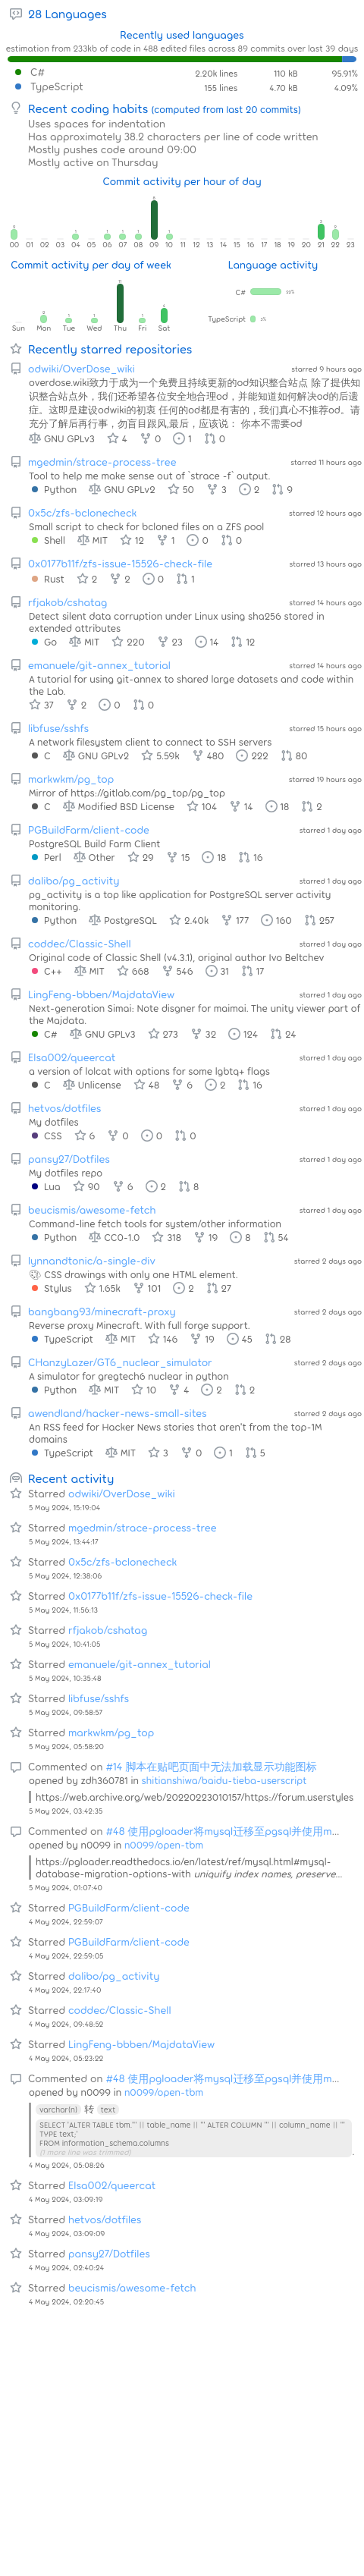 28 Languages
Recently used languages
estimation from 233kb of code in 488 edited files across 89 commits over last 39 days
C# 2.20k lines 110 kB 95.91%
TypeScript 155 lines 4.70 kB 4.09%
Recent coding habits (computed from last 20 commits)
Uses spaces for indentation
Has approximately 38.2 characters per line of code written
Mostly pushes code around 09:00
Mostly active on Thursday
Commit activity per hour of day
00 01 02 03 04 05 06 07 08 09 10 11 12 13 14 15 16 17 18 19 20 21 22 23
Commit activity per day of week
Language activity
C#
TypeScript
Sun Mon Tue Wed Thu Fri Sat
Recently starred repositories
odwiki/OverDose_wiki starred 9 hours ago
overdose.wiki致力于成为一个免费且持续更新的od知识整合站点 除了提供知
识整合站点外，我们还希望各位安全地合理od，并能知道如何解决od的后遗
症。这即是建设odwiki的初衷 任何的od都是有害的，我们真心不推荐od。请
充分了解后再行事，勿盲目跟风,最后，应该说： 你本不需要od
GNU GPLv3 4 0 1 0
mgedmin/strace-process-tree starred 11 hours ago
Tool to help me make sense out of `strace -f` output.
Python GNU GPLv2 50 3 2 9
0x5c/zfs-bclonecheck starred 12 hours ago
Small script to check for bcloned files on a ZFS pool
Shell MIT 12 1 0 0
0x0177b11f/zfs-issue-15526-check-file starred 13 hours ago
Rust 2 2 0 1
rfjakob/cshatag starred 14 hours ago
Detect silent data corruption under Linux using sha256 stored in
extended attributes
Go MIT 220 23 14 12
emanuele/git-annex_tutorial starred 14 hours ago
A tutorial for using git-annex to shared large datasets and code within
the Lab.
37 2 0 0
libfuse/sshfs starred 15 hours ago
A network filesystem client to connect to SSH servers
C GNU GPLv2 5.59k 480 222 80
markwkm/pg_top starred 19 hours ago
Mirror of https://gitlab.com/pg_top/pg_top
C Modified BSD License 104 14 18 2
PGBuildFarm/client-code starred 1 day ago
PostgreSQL Build Farm Client
Perl Other 29 15 18 16
dalibo/pg_activity starred 1 day ago
pg_activity is a top like application for PostgreSQL server activity
monitoring.
Python PostgreSQL 2.40k 177 160 257
coddec/Classic-Shell starred 1 day ago
Original code of Classic Shell (v4.3.1), original author Ivo Beltchev
C++ MIT 668 546 31 17
LingFeng-bbben/MajdataView starred 1 day ago
Next-generation Simai: Note disgner for maimai. The unity viewer part of
the Majdata.
C# GNU GPLv3 273 32 124 24
Elsa002/queercat starred 1 day ago
a version of lolcat with options for some lgbtq+ flags
C Unlicense 48 6 2 16
hetvos/dotfiles starred 1 day ago
My dotfiles
CSS 6 0 0 0
pansy27/Dotfiles starred 1 day ago
My dotfiles repo
Lua 90 6 2 8
beucismis/awesome-fetch starred 1 day ago
Command-line fetch tools for system/other information
Python CC0-1.0 318 19 8 54
lynnandtonic/a-single-div starred 2 days ago
🎨 CSS drawings with only one HTML element.
Stylus 1.65k 101 2 27
bangbang93/minecraft-proxy starred 2 days ago
Reverse proxy Minecraft. With full forge support.
TypeScript MIT 146 19 45 28
CHanzyLazer/GT6_nuclear_simulator starred 2 days ago
A simulator for gregtech6 nuclear in python
Python MIT 10 4 2 2
awendland/hacker-news-small-sites starred 2 days ago
An RSS feed for Hacker News stories that aren't from the top-1M
domains
TypeScript MIT 3 0 1 5
Recent activity
Starred odwiki/OverDose_wiki
5 May 2024, 15:19:04
Starred mgedmin/strace-process-tree
5 May 2024, 13:44:17
Starred 0x5c/zfs-bclonecheck
5 May 2024, 12:38:06
Starred 0x0177b11f/zfs-issue-15526-check-file
5 May 2024, 11:56:13
Starred rfjakob/cshatag
5 May 2024, 10:41:05
Starred emanuele/git-annex_tutorial
5 May 2024, 10:35:48
Starred libfuse/sshfs
5 May 2024, 09:58:57
Starred markwkm/pg_top
5 May 2024, 05:58:20
Commented on #14 脚本在贴吧页面中无法加载显示功能图标
opened by zdh360781 in shitianshiwa/baidu-tieba-userscript
https://web.archive.org/web/20220223010157/https://forum.userstyles
5 May 2024, 03:42:35
Commented on #48 使用pgloader将mysql迁移至pgsql并使用m...
opened by n0099 in n0099/open-tbm
https://pgloader.readthedocs.io/en/latest/ref/mysql.html#mysql-
database-migration-options-with uniquify index names, preserve...
5 May 2024, 01:07:40
Starred PGBuildFarm/client-code
4 May 2024, 22:59:07
Starred PGBuildFarm/client-code
4 May 2024, 22:59:05
Starred dalibo/pg_activity
4 May 2024, 22:17:40
Starred coddec/Classic-Shell
4 May 2024, 09:48:52
Starred LingFeng-bbben/MajdataView
4 May 2024, 05:23:22
Commented on #48 使用pgloader将mysql迁移至pgsql并使用m...
opened by n0099 in n0099/open-tbm
varchar(n) 转 text
SELECT 'ALTER TABLE tbm."' || table_name || '" ALTER COLUMN "' || column_name || '"
TYPE text;'
FROM information_schema.columns
(1 more line was trimmed)
4 May 2024, 05:08:26
Starred Elsa002/queercat
4 May 2024, 03:09:19
Starred hetvos/dotfiles
4 May 2024, 03:09:09
Starred pansy27/Dotfiles
4 May 2024, 02:40:24
Starred beucismis/awesome-fetch
4 May 2024, 02:20:45